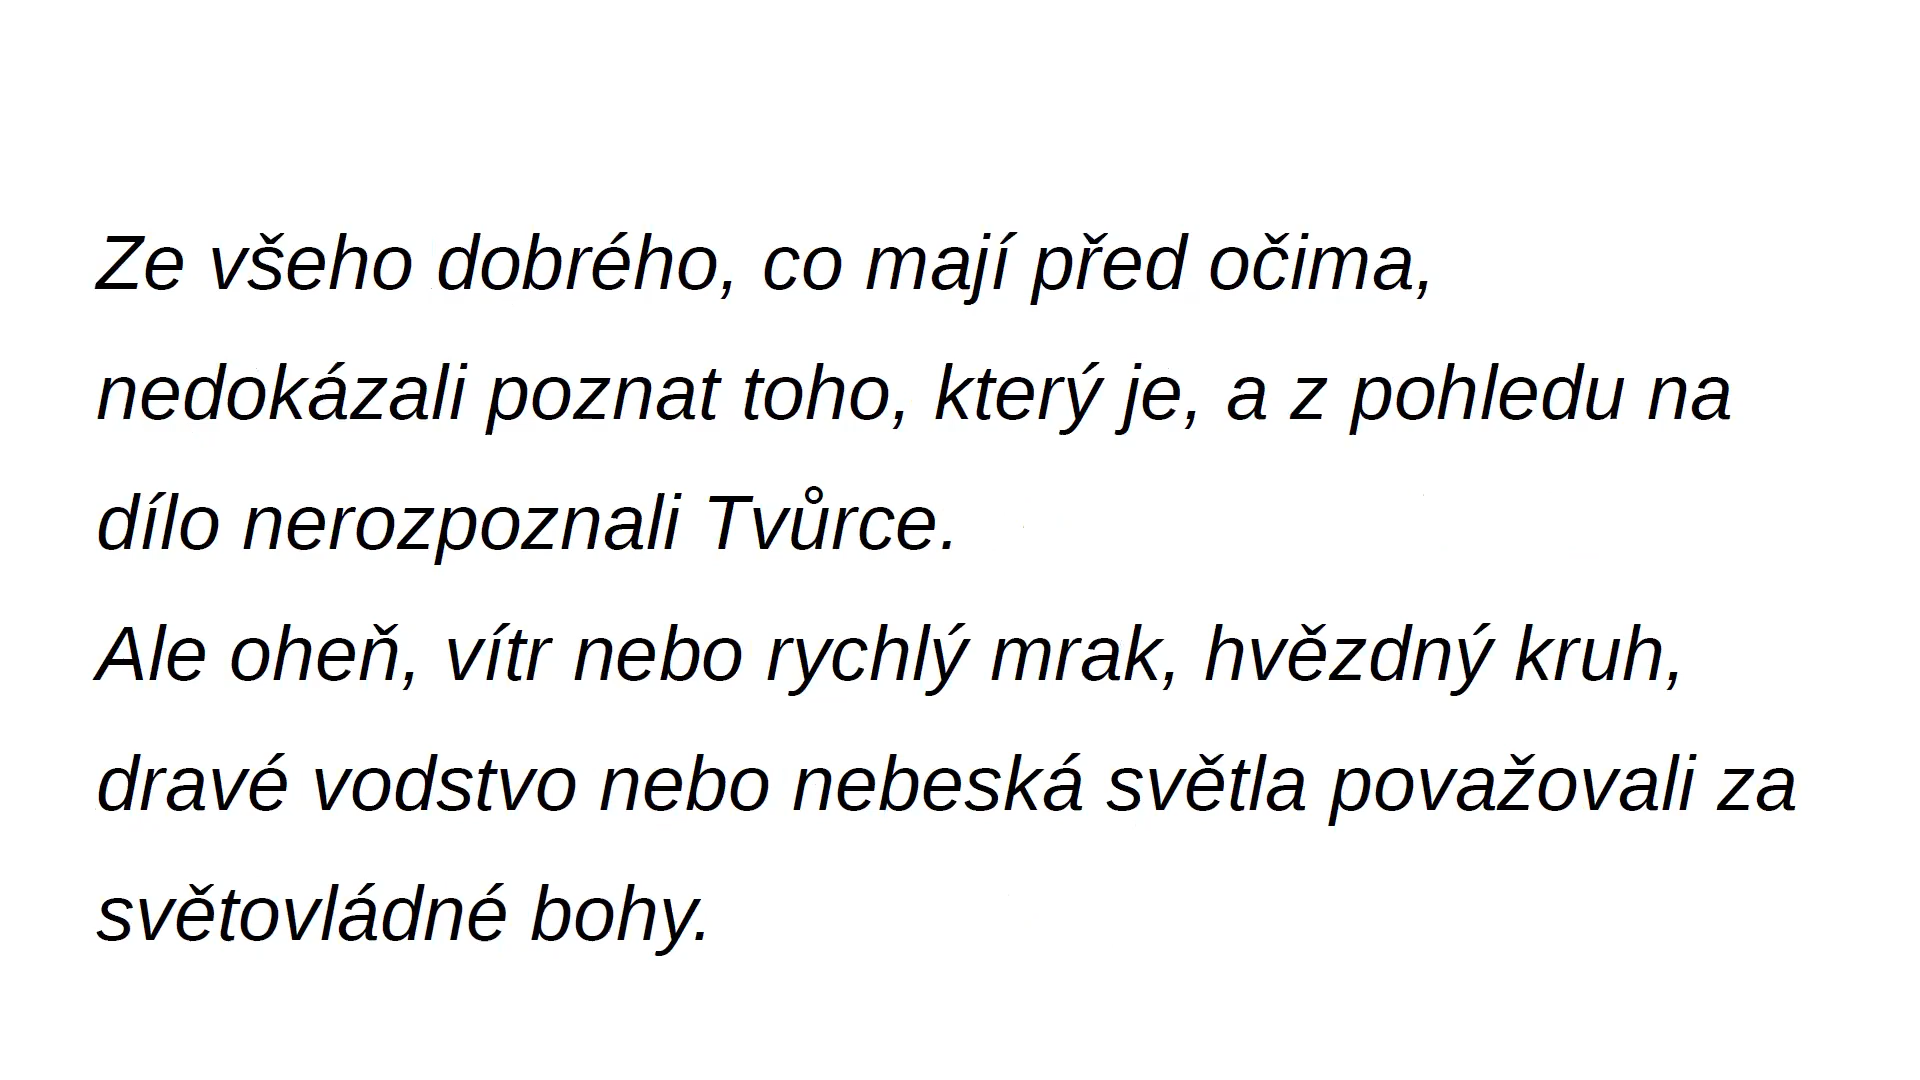 Ze všeho dobrého, co mají před očima,
nedokázali poznat toho, který je, a z pohledu na
dílo nerozpoznali Tvůrce.
Ale oheň, vítr nebo rychlý mrak, hvězdný kruh,
dravé vodstvo nebo nebeská světla považovali za
světovládné bohy.